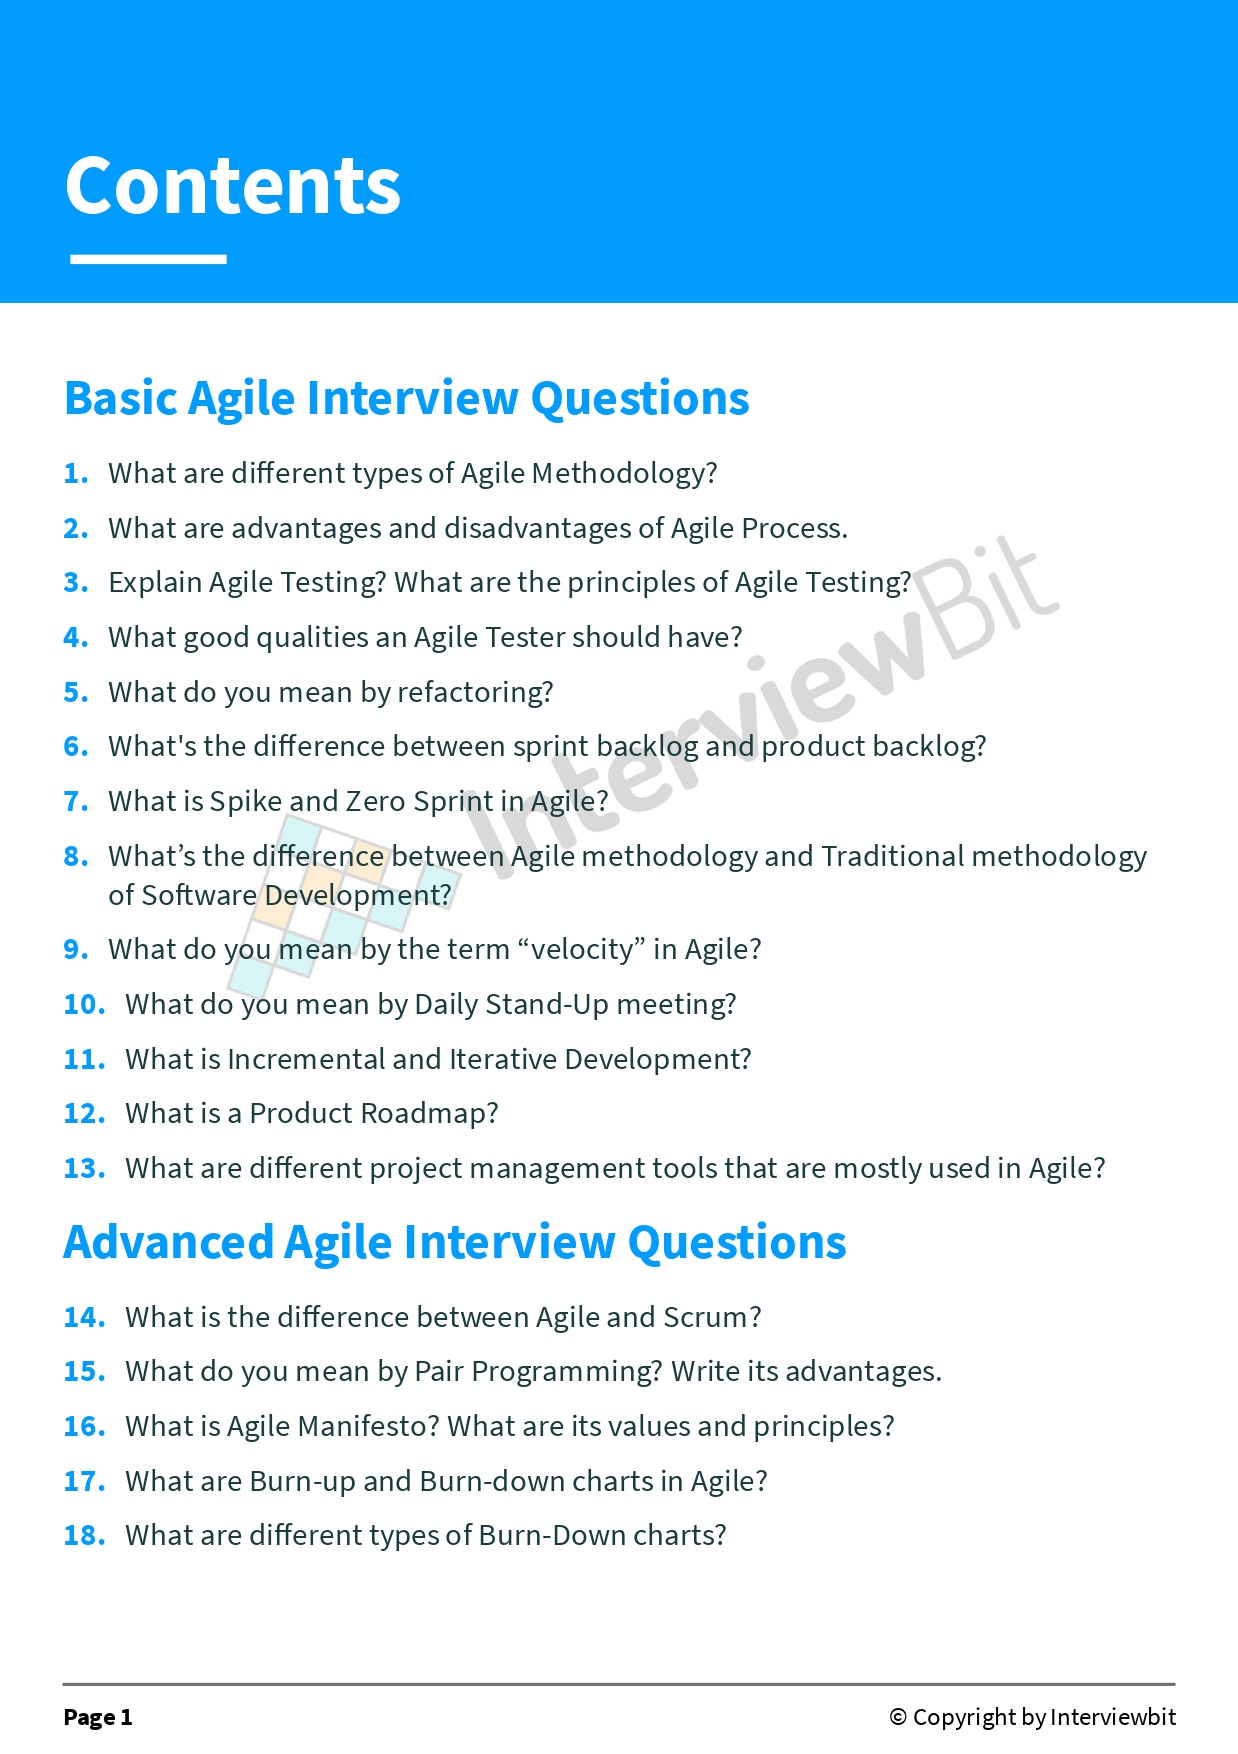 Contents
Basic Agile Interview Questions
1. What are different types of Agile Methodology?
2. What are advantages and disadvantages of Agile Process.
3. Explain Agile Testing? What are the principles of Agile Testing?
4. What good qualities an Agile Tester should have?
5. What do you mean by refactoring?
6. What's the difference between sprint backlog and product backlog?
7. What is Spike and Zero Sprint in Agile?
8. What’s the difference between Agile methodology and Traditional methodology
of Software Development?
9. What do you mean by the term “velocity” in Agile?
10. What do you mean by Daily Stand-Up meeting?
11. What is Incremental and Iterative Development?
12. What is a Product Roadmap?
13. What are different project management tools that are mostly used in Agile?
Advanced Agile Interview Questions
14. What is the difference between Agile and Scrum?
15. What do you mean by Pair Programming? Write its advantages.
16. What is Agile Manifesto? What are its values and principles?
17. What are Burn-up and Burn-down charts in Agile?
18. What are different types of Burn-Down charts?
InterviewBit
Page 1 © Copyright by Interviewbit